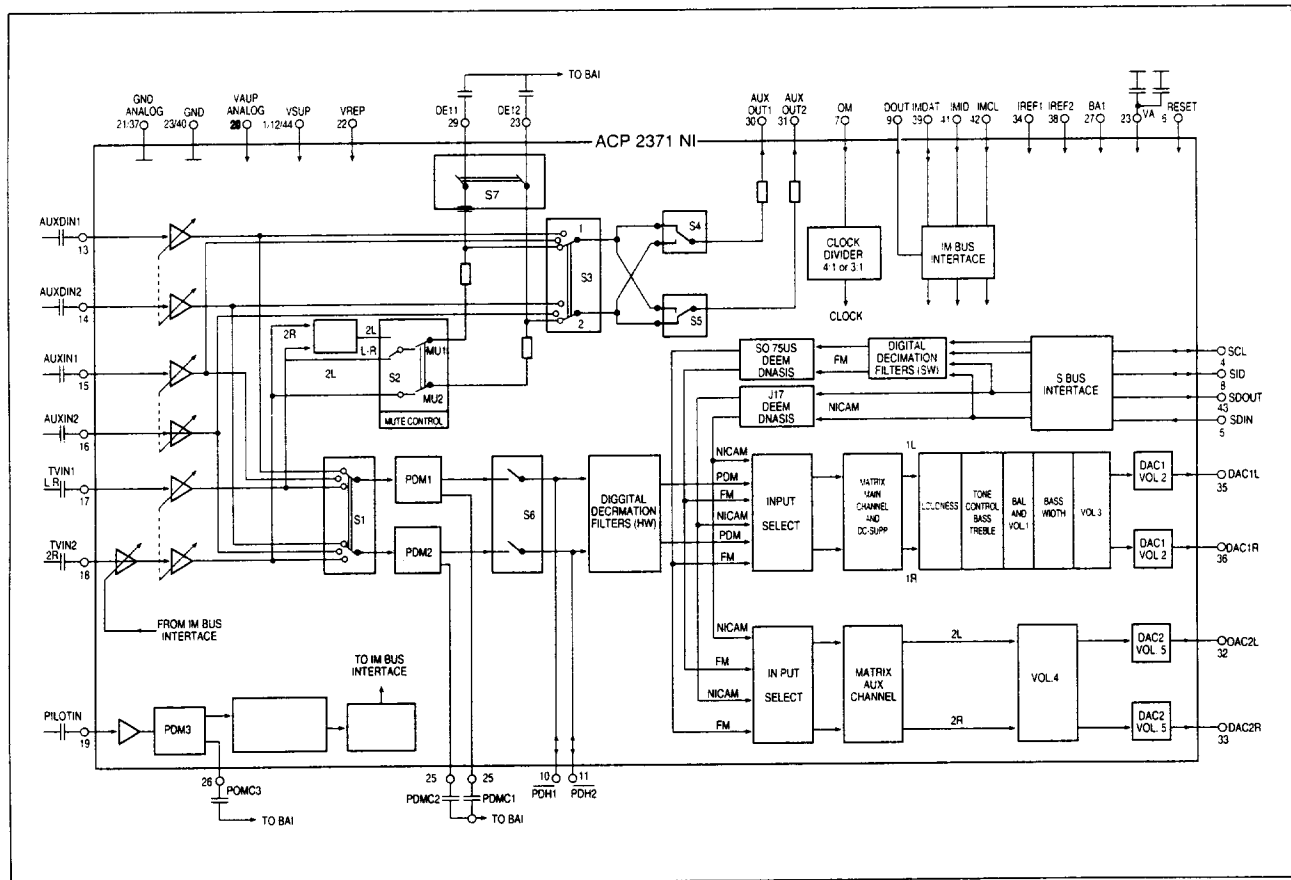 TO BAI
GND
ANALOG
21:37
GND
23/40
VAUP
ANALOG
20
VSUP
1/12/44
VREP
22
DE11
29
DE12
23
AUX
OUT1
30
AUX
OUT2
31
OM
7
DOUT
9
IMDAT
39
IMID
41
IMCL
42
IREF1
34
IREF2
38
BA1
27
23
VA
RESET
6
ACP 2371 NI
S7
AUXDIN1
13
AUXDIN2
14
AUXIN1
15
AUXIN2
16
TVIN1
L·R
17
TVIN2
2R
18
FROM IM BUS
INTERTACE
1
S3
2
S4
S5
CLOCK
DIVIDER
4:1 or 3:1
CLOCK
IM BUS
INTERFACE
2R
2L
L·R
2L
S2
MU1
MU2
MUTE CONTROL
SO 75US
DEEM
DNASIS
FM
DIGITAL
DECIMATION
FILTERS (SW)
J17
DEEM
DNASIS
NICAM
S BUS
INTERFACE
SCL
4
SID
8
SDOUT
43
SDIN
5
S1
PDM1
PDM2
S6
DIGGITAL
DECRMATION
FILTERS (HW)
NICAM
PDM
FM
NICAM
PDM
FM
INPUT
SELECT
MATRIX
MAIN
CHANNEL
AND
DC-SUPP
1L
1R
LOLDNESS
TONE
CONTROL
BASS
TREBLE
BAL
AND
VOL.1
BASS
WIDTH
VOL 3
DAC1
VOL 2
DAC1L
35
DAC1
VOL 2
DAC1R
36
NICAM
FM
NICAM
FM
IN PUT
SELECT
MATRIX
AUX
CHANNEL
2L
2R
VOL.4
DAC2
VOL. 5
DAC2L
32
DAC2
VOL. 5
DAC2R
33
TO IM BUS
INTERFACE
PILOTIN
19
PDM3
26
POMC3
TO BAI
25
PDMC2
25
PDMC1
TO BAI
10
PDH1
11
PDH2